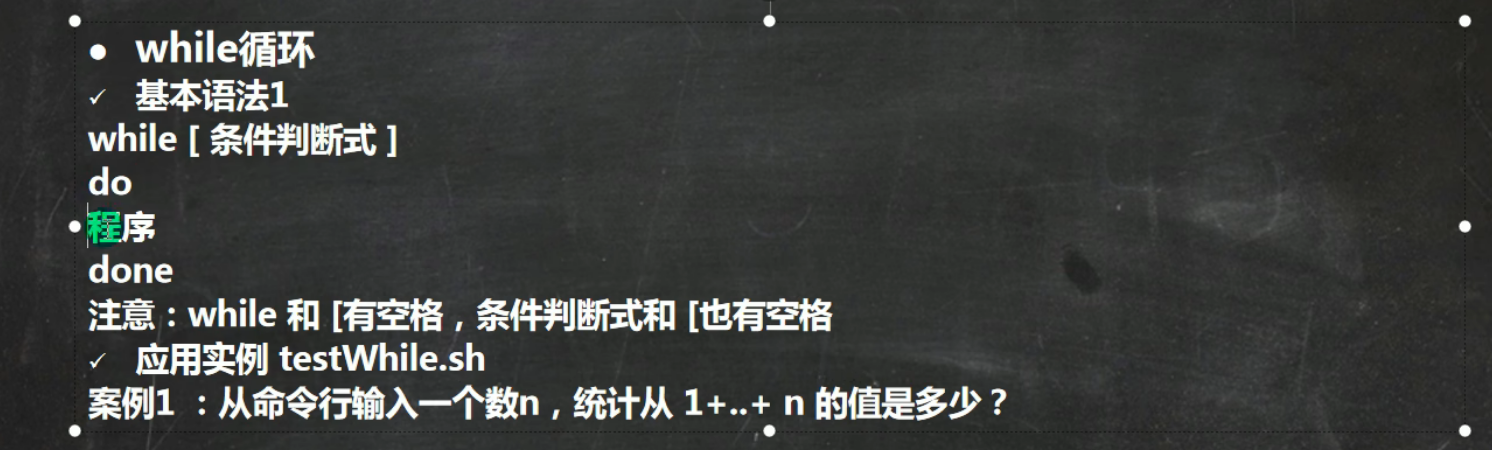 ● while循环
✓ 基本语法1
while [ 条件判断式 ]
do
程序
done
注意：while 和 [有空格，条件判断式和 [也有空格
✓ 应用实例 testWhile.sh
案例1 ：从命令行输入一个数n，统计从 1+..+ n 的值是多少？